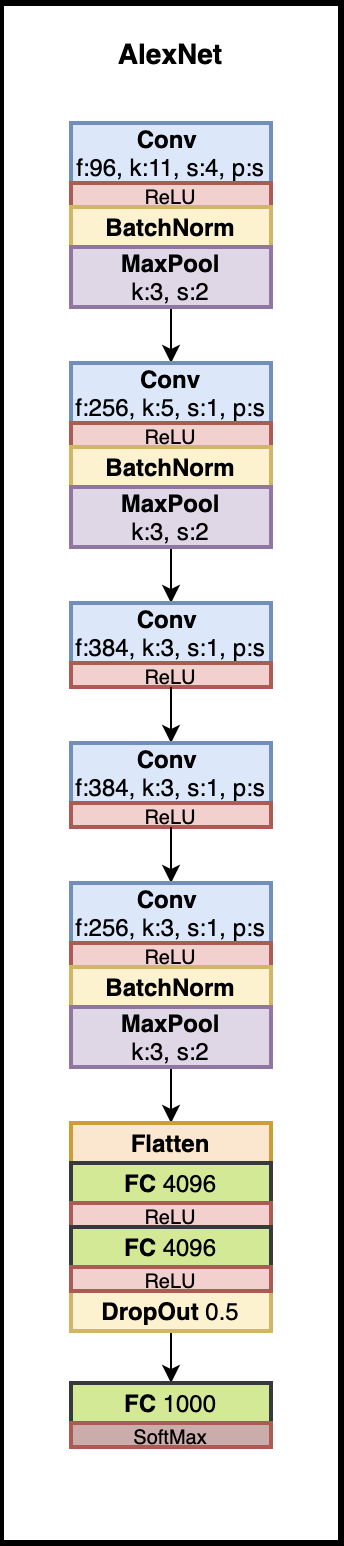 AlexNet
Conv
f:96, k:11, s:4, p:s
ReLU
BatchNorm
MaxPool
k:3, s:2
Conv
f:256, k:5, s:1, p:s
ReLU
BatchNorm
MaxPool
k:3, s:2
Conv
f:384, k:3, s:1, p:s
ReLU
Conv
f:384, k:3, s:1, p:s
ReLU
Conv
f:256, k:3, s:1, p:s
ReLU
BatchNorm
MaxPool
k:3, s:2
Flatten
FC 4096
ReLU
FC 4096
ReLU
DropOut 0.5
FC 1000
SoftMax